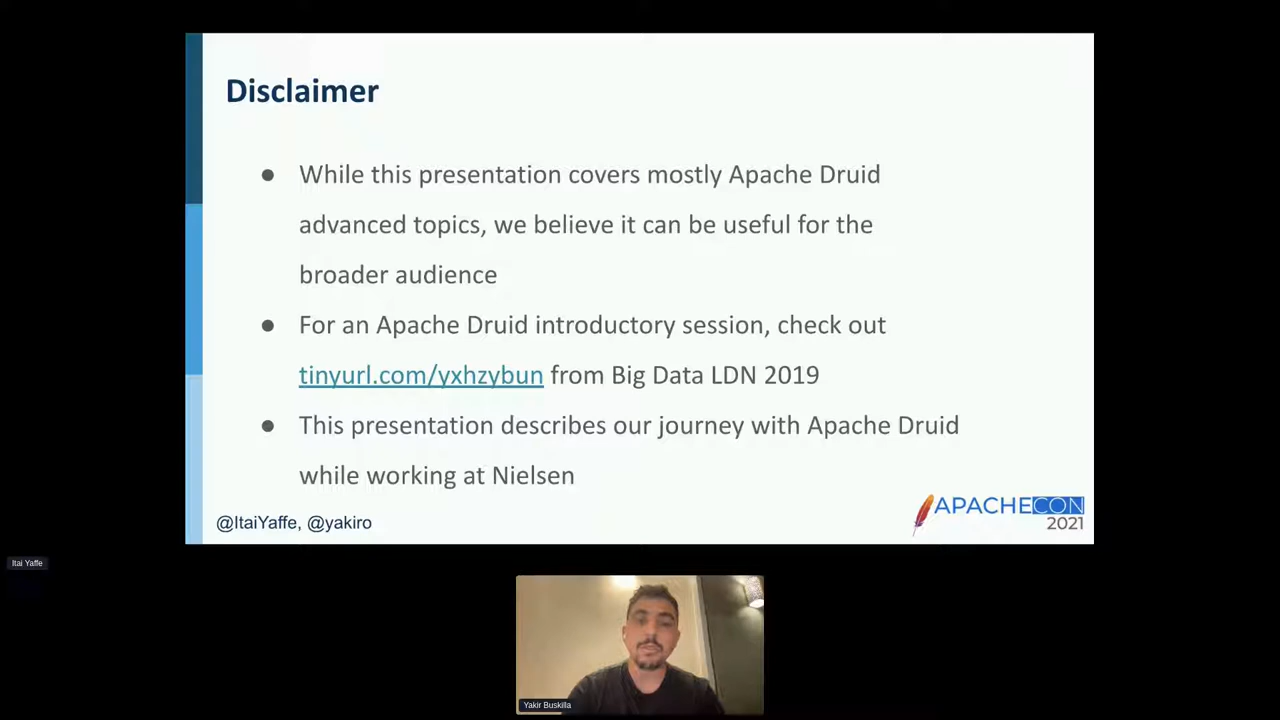 Disclaimer
● While this presentation covers mostly Apache Druid
advanced topics, we believe it can be useful for the
broader audience
● For an Apache Druid introductory session, check out
tinyurl.com/yxhzybun from Big Data LDN 2019
● This presentation describes our journey with Apache Druid
while working at Nielsen
@ItaiYaffe, @yakiro
APACHECON
2021
Itai Yaffe
Yakir Buskilla